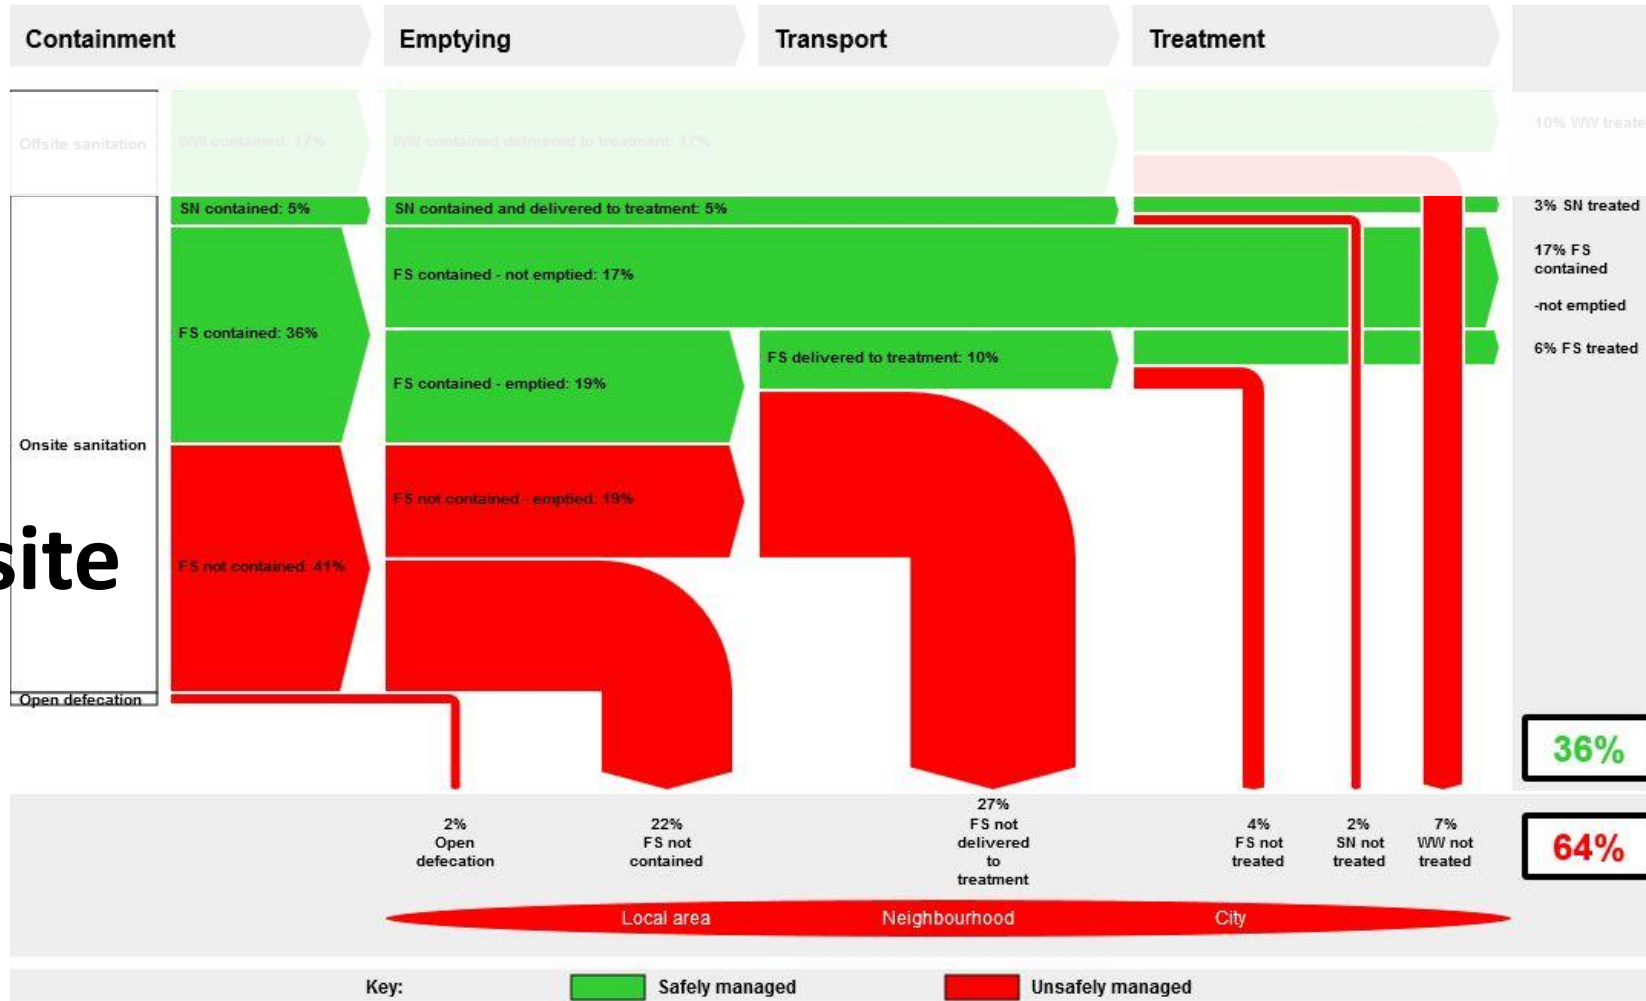 Containment
Emptying
Transport
Treatment
Offsite sanitation
WW contained: 17%
WW contained delivered to treatment: 17%
10% WW treate
SN contained: 5%
SN contained and delivered to treatment: 5%
3% SN treated
FS contained - not emptied: 17%
17% FS
contained
-not emptied
FS contained: 36%
FS delivered to treatment: 10%
6% FS treated
FS contained - emptied: 19%
Onsite sanitation
FS not contained - emptied: 19%
site
FS not contained: 41%
Open defecation
36%
2%
Open
defecation
22%
FS not
contained
27%
FS not
delivered
to
treatment
4%
FS not
treated
2%
SN not
treated
7%
WW not
treated
64%
Local area
Neighbourhood
City
Key:
Safely managed
Unsafely managed